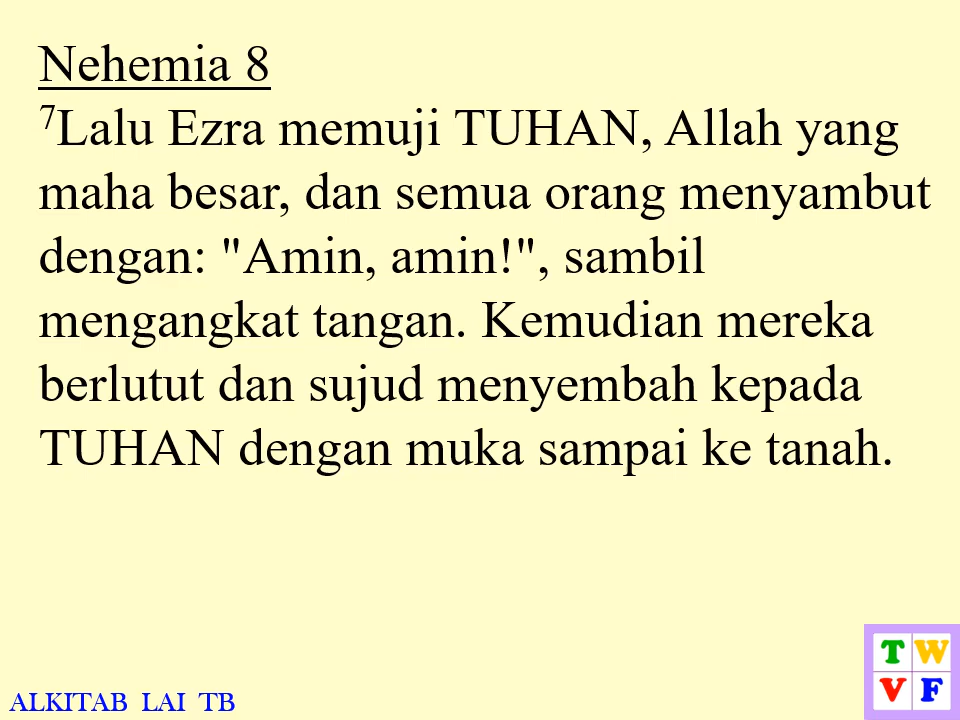 Nehemia 8
⁷Lalu Ezra memuji TUHAN, Allah yang
maha besar, dan semua orang menyambut
dengan: "Amin, amin!", sambil
mengangkat tangan. Kemudian mereka
berlutut dan sujud menyembah kepada
TUHAN dengan muka sampai ke tanah.
ALKITAB LAI TB
T W
V F